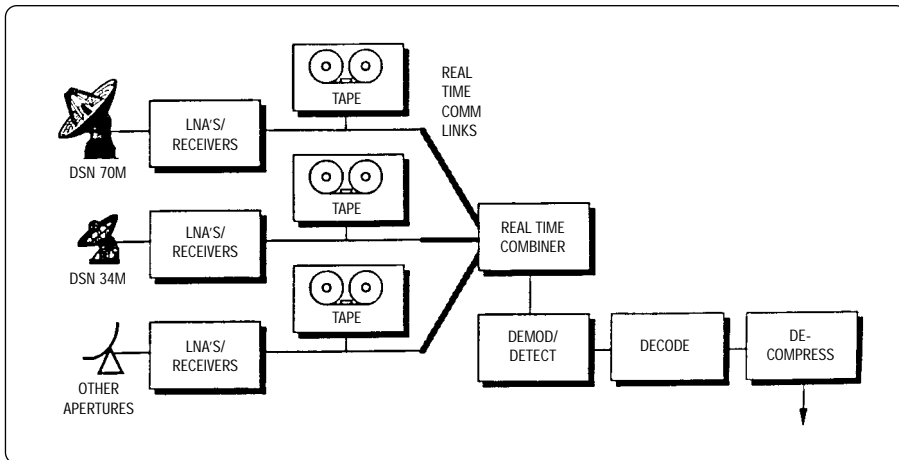 TAPE
REAL
TIME
COMM
LINKS
LNA'S/
RECEIVERS
DSN 70M
TAPE
LNA'S/
RECEIVERS
DSN 34M
REAL TIME
COMBINER
TAPE
LNA'S/
RECEIVERS
OTHER
APERTURES
DEMOD/
DETECT
DECODE
DE-
COMPRESS